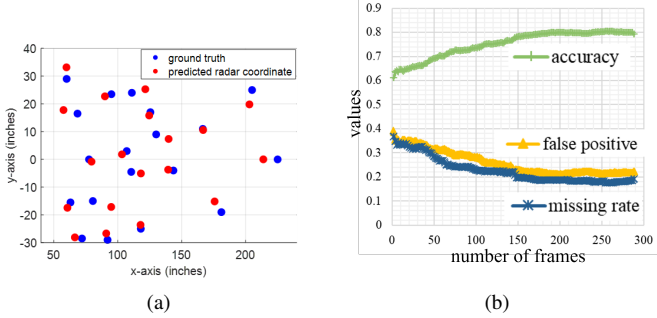 40
30
20
10
0
-10
-20
-30
50
100
150
200
x-axis (inches)
y-axis (inches)
ground truth
predicted radar coordinate
(a)
0.9
0.8
0.7
0.6
0.5
0.4
0.3
0.2
0.1
0
0
50
100
150
200
250
300
number of frames
values
accuracy
false positive
missing rate
(b)